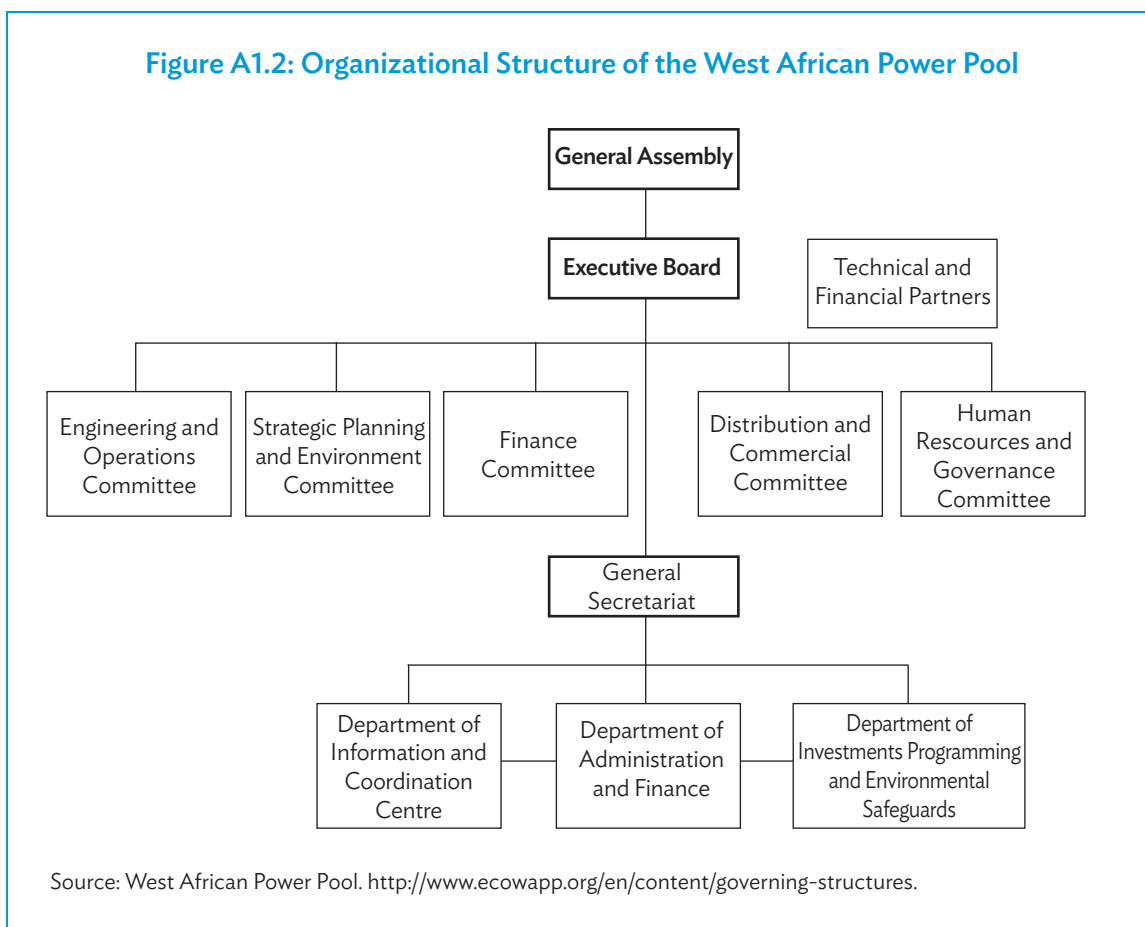 Figure A1.2: Organizational Structure of the West African Power Pool
General Assembly
Executive Board
Technical and
Financial Partners
Engineering and
Operations
Committee
Strategic Planning
and Environment
Committee
Finance
Committee
Distribution and
Commercial
Committee
Human
Rescources and
Governance
Committee
General
Secretariat
Department of
Information and
Coordination
Centre
Department of
Administration
and Finance
Department of
Investments Programming
and Environmental
Safeguards
Source: West African Power Pool. http://www.ecowapp.org/en/content/governing-structures.